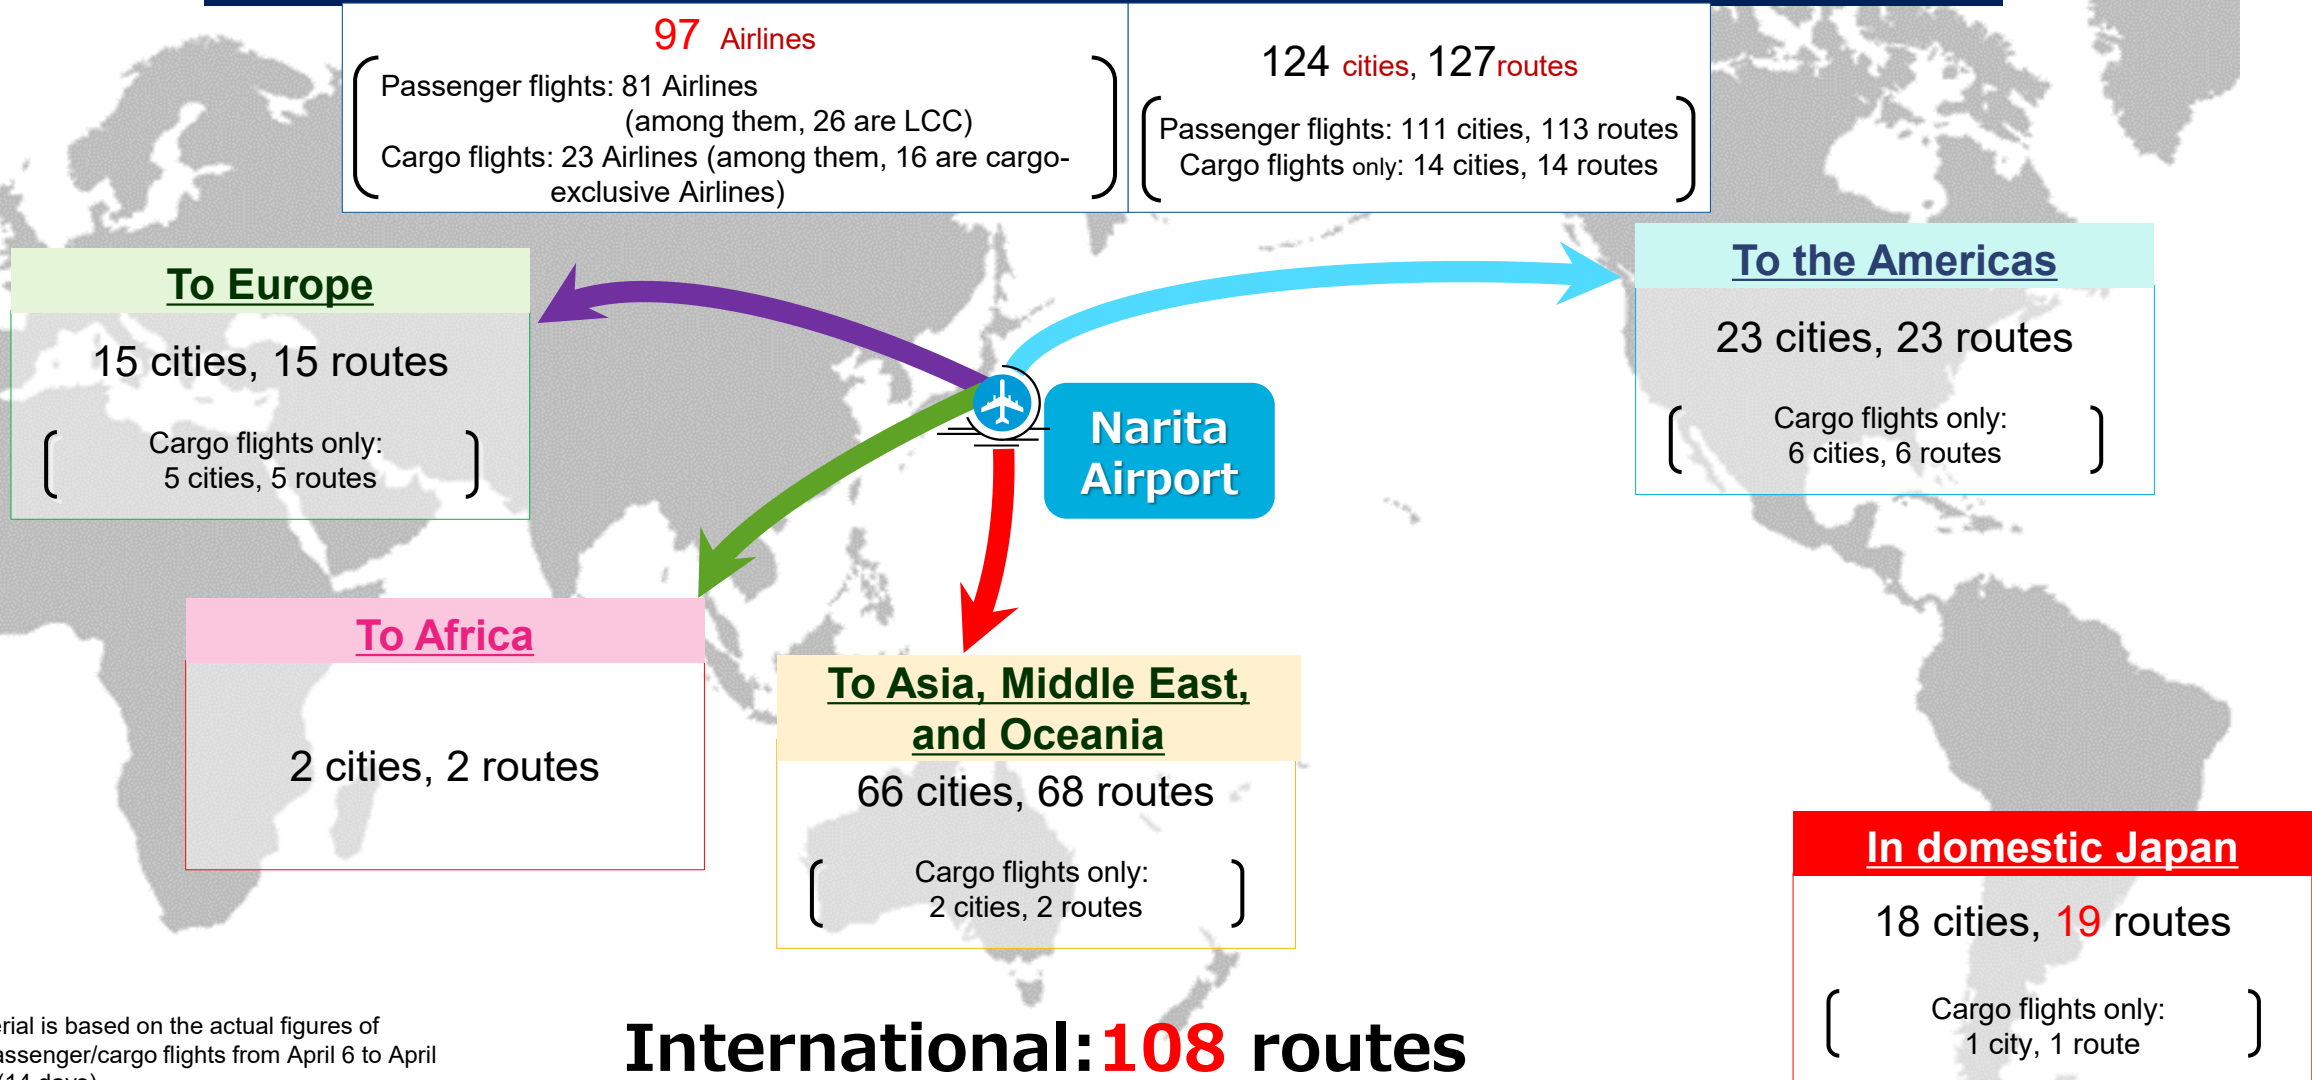 97 Airlines
Passenger flights: 81 Airlines
(among them, 26 are LCC)
Cargo flights: 23 Airlines (among them, 16 are cargo-
exclusive Airlines)
124 cities, 127routes
Passenger flights: 111 cities, 113 routes
Cargo flights only: 14 cities, 14 routes
To Europe
15 cities, 15 routes
Cargo flights only:
5 cities, 5 routes
To the Americas
23 cities, 23 routes
Cargo flights only:
6 cities, 6 routes
Narita
Airport
To Africa
2 cities, 2 routes
To Asia, Middle East,
and Oceania
66 cities, 68 routes
Cargo flights only:
2 cities, 2 routes
In domestic Japan
18 cities, 19 routes
Cargo flights only:
1 city, 1 route
is based on the actual figures of
passenger/cargo flights from April 6 to April
(14 days)
International:108 routes